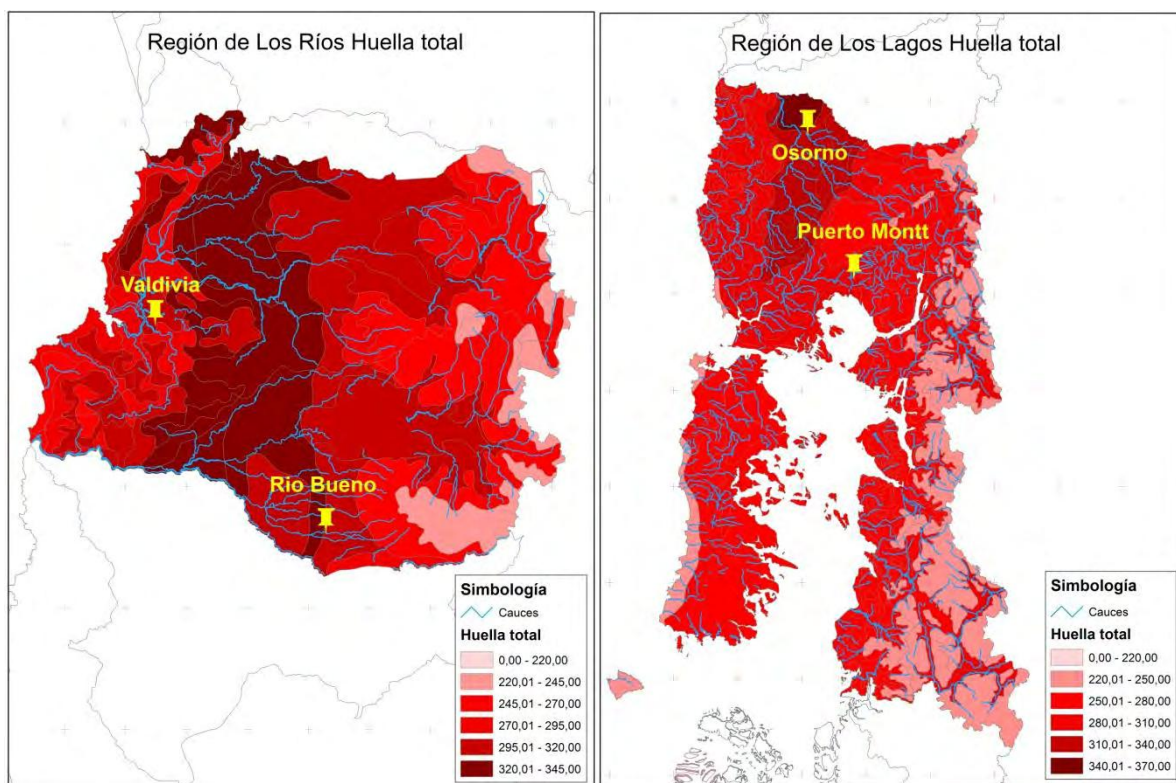 Región de Los Ríos Huella total
Valdivia
Rio Bueno
Simbología
Cauces
Huella total
0,00 - 220,00
220,01 - 245,00
245,01 - 270,00
270,01 - 295,00
295,01 - 320,00
320,01 - 345,00
Región de Los Lagos Huella total
Osorno
Puerto Montt
Simbología
Cauces
Huella total
0,00 - 220,00
220,01 - 250,00
250,01 - 280,00
280,01 - 310,00
310,01 - 340,00
340,01 - 370,00